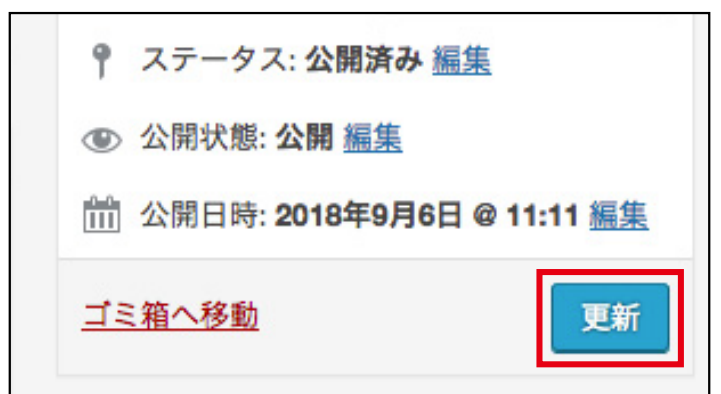 ステータス: 公開済み 編集
公開状態: 公開 編集
公開日時: 2018年9月6日 @ 11:11 編集
ゴミ箱へ移動
更新